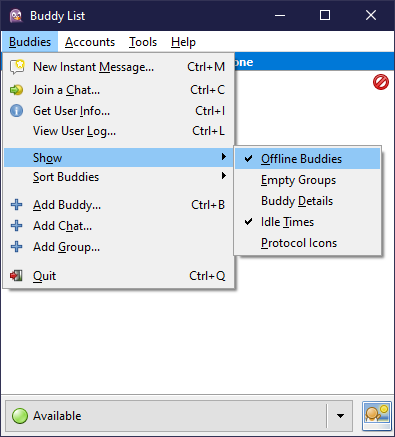 Buddy List
Buddies Accounts Tools Help
one
New Instant Message... Ctrl+M
Join a Chat... Ctrl+C
Get User Info... Ctrl+I
View User Log... Ctrl+L
Show
Sort Buddies
Add Buddy... Ctrl+B
Add Chat...
Add Group...
Quit Ctrl+Q
Offline Buddies
Empty Groups
Buddy Details
Idle Times
Protocol Icons
Available